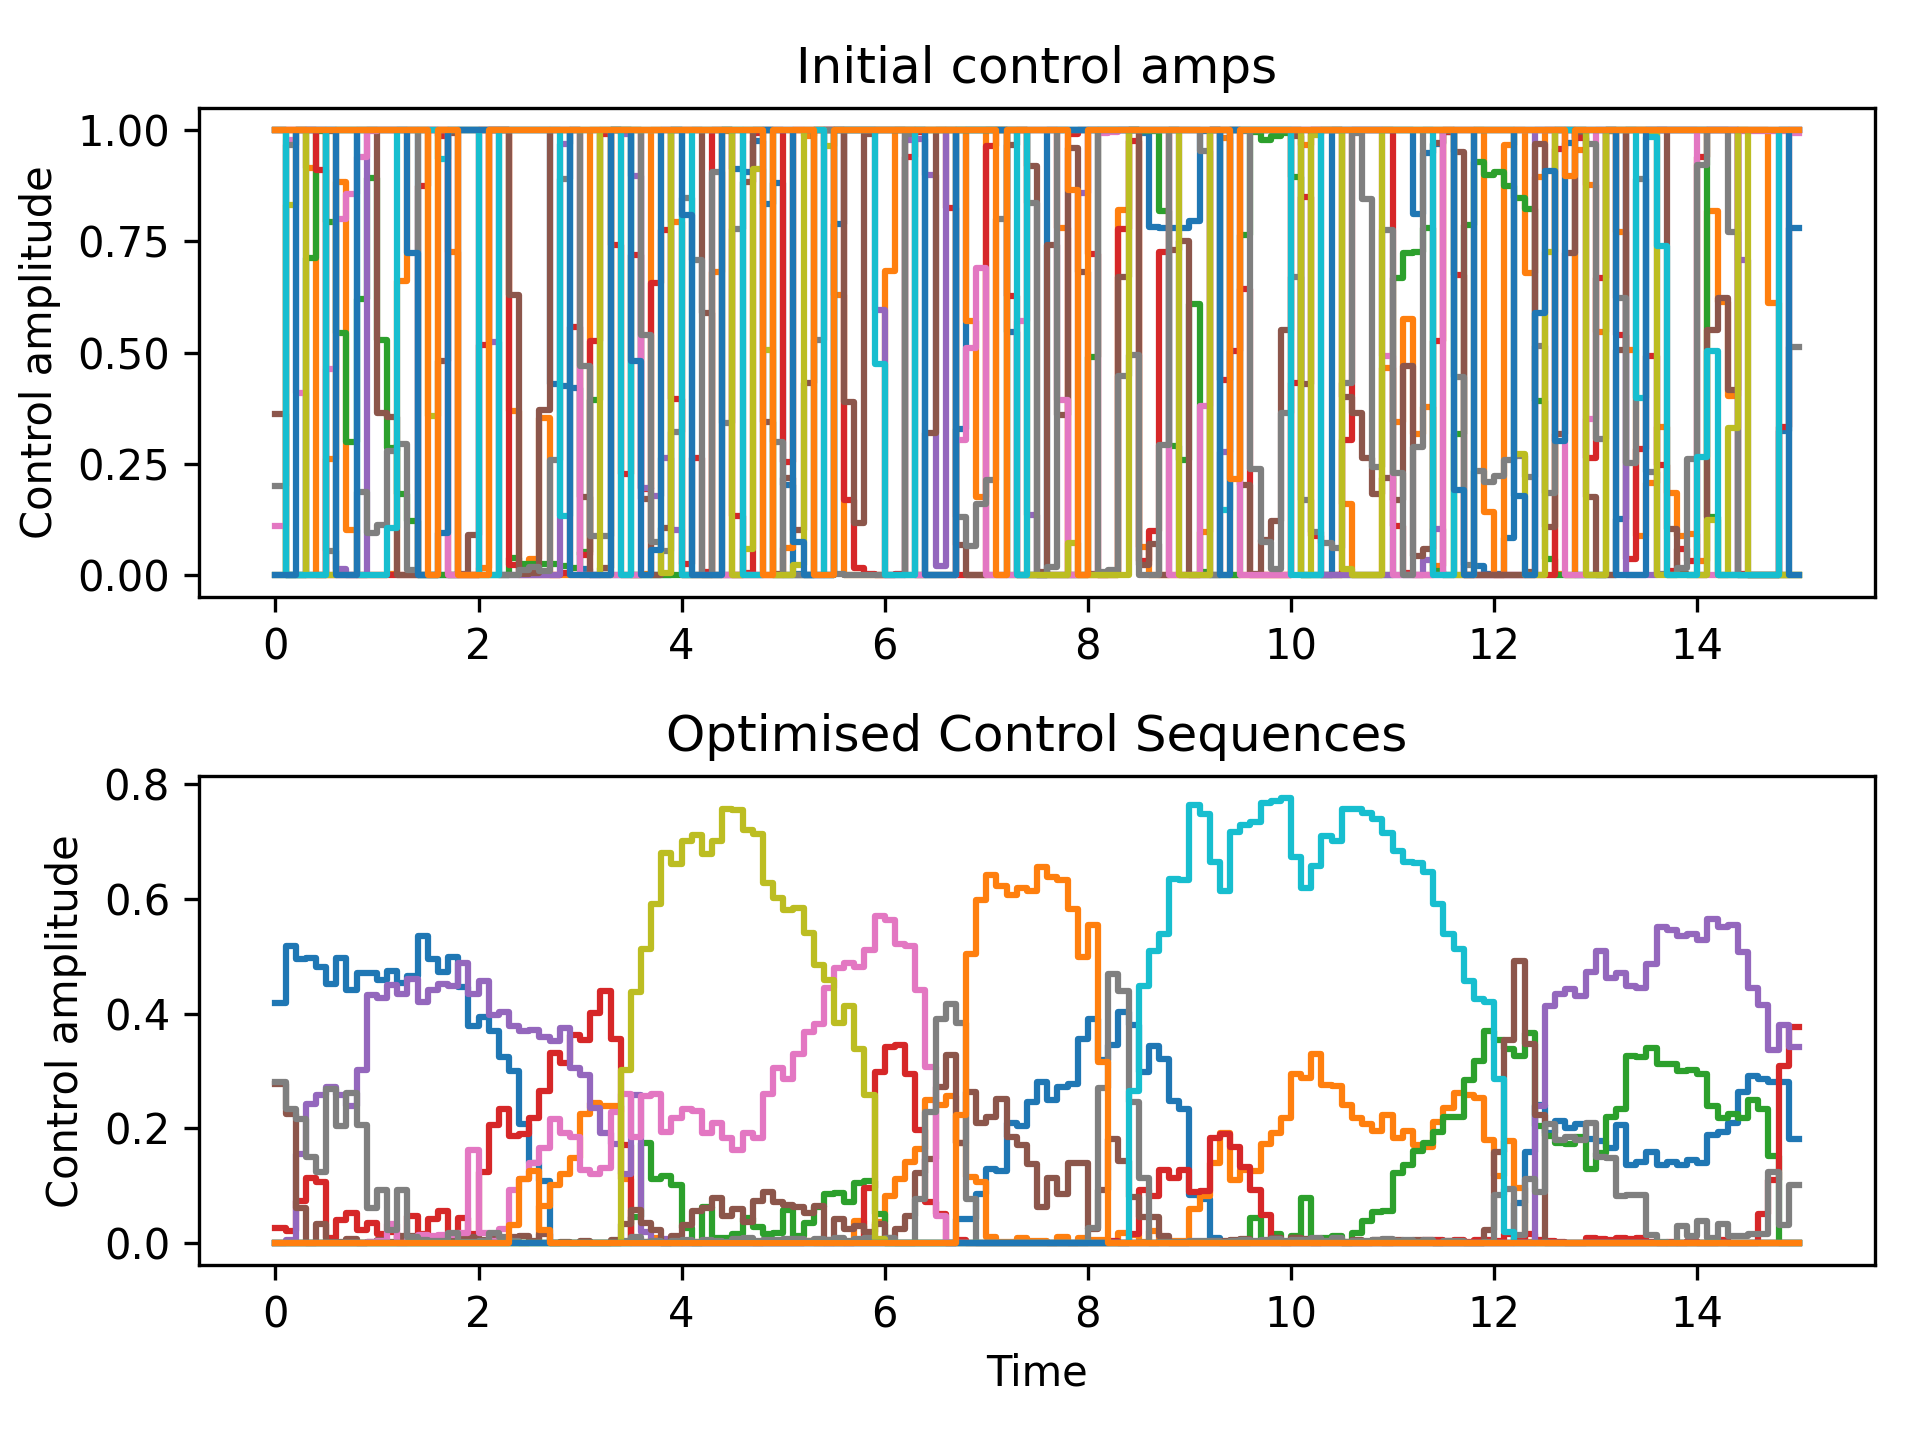 Initial control amps
Control amplitude
1.00
0.75
0.50
0.25
0.00
0 2 4 6 8 10 12 14
Optimised Control Sequences
Control amplitude
0.8
0.6
0.4
0.2
0.0
0 2 4 6 8 10 12 14
Time